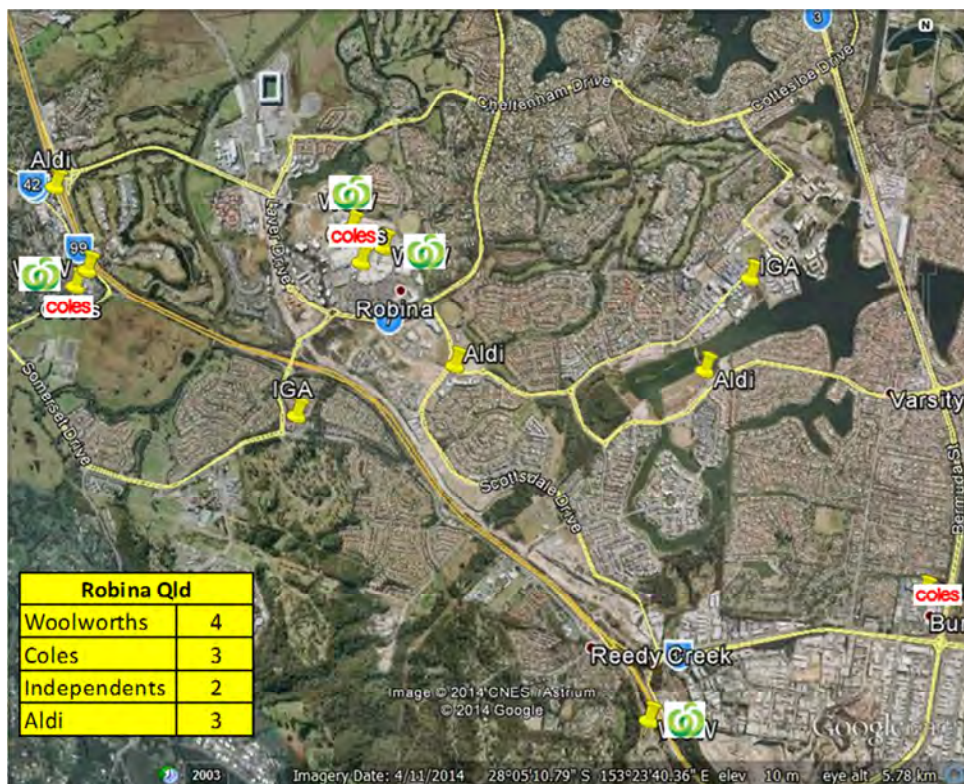 3
N
Cheltenham Drive
Cottesloe Drive
Aldi
42
99
coles
Laver Drive
coles
IGA
Robina
Aldi
Aldi
IGA
Varsity
Somerset Drive
Scottsdale Drive
Bermuda St
coles
Bur
Reedy Creek
Robina Qld
Woolworths 4
Coles 3
Independents 2
Aldi 3
Image © 2014 CNES / Astrium
© 2014 Google
Google
2003
Imagery Date: 4/11/2014 28°05'10.79" S 153°23'40.36" E elev 10 m eye alt 5.78 km